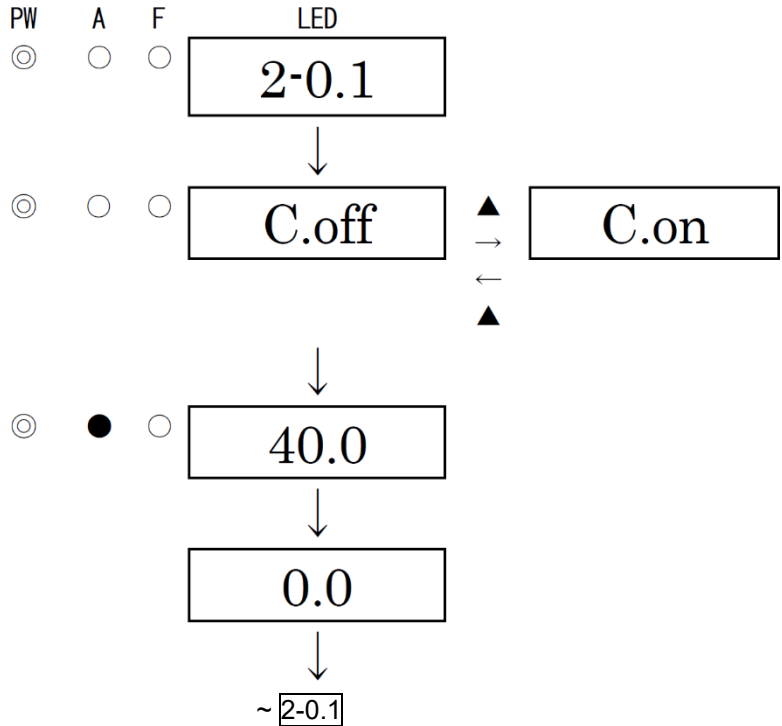 PW A F LED
◎ ○ ○ 2-0.1
↓
◎ ○ ○ C.off ▲ C.on
→
←
▲
↓
◎ ● ○ 40.0
↓
0.0
↓
~ 2-0.1